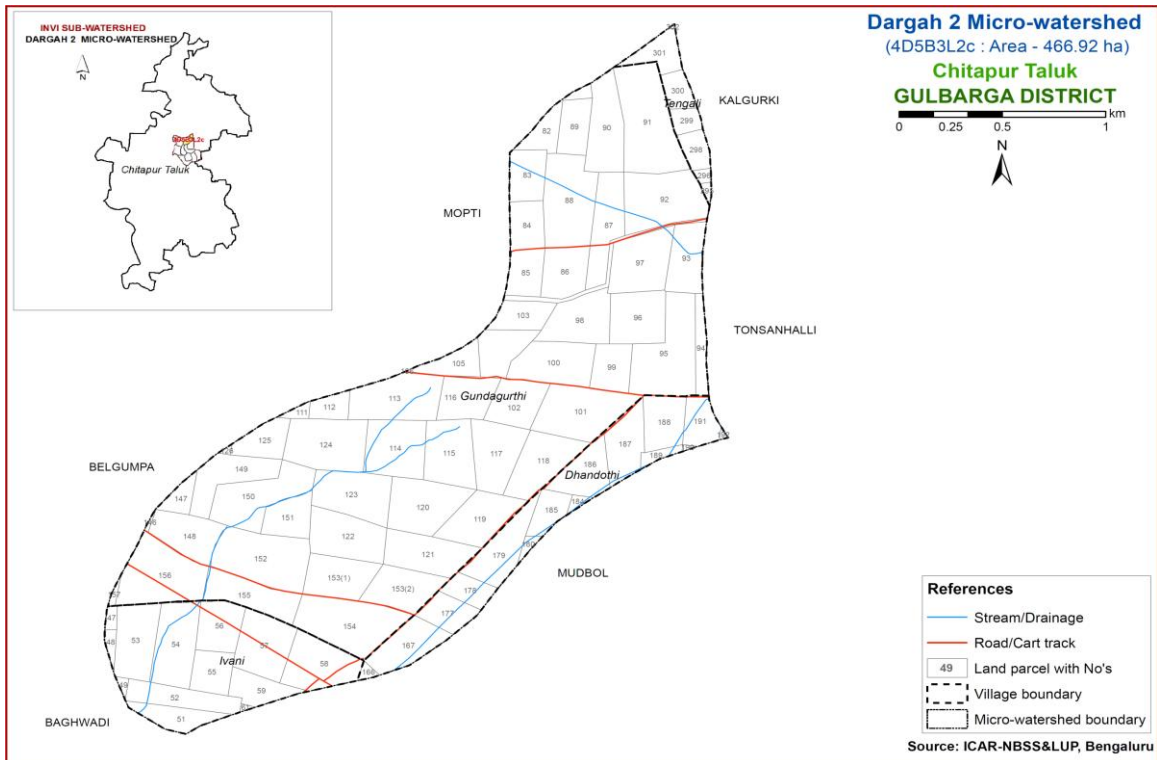 INVI SUB-WATERSHED
DARGAH 2 MICRO-WATERSHED
N
4D5B3L2c
Chitapur Taluk
Dargah 2 Micro-watershed
(4D5B3L2c : Area - 466.92 ha)
Chitapur Taluk
GULBARGA DISTRICT
km
0 0.25 0.5 1
N
301
300
Tengali
KALGURKI
299
82 89 90 91
298
296
83
88
92
MOPTI
84
87
93
97
85 86
103 98 96
TONSANHALLI
94
105 100 99 95
113 116 Gundagurthi
102 101
111 112
188 191
125 124 114 115 117 118 187
186
189
BELGUMPA
149
Dhandothi
147 150 123
151 120
185 184
119
148 122
152 121 179
MUDBOL
156 153(1) 153(2) 178
157 155
177
47 154
48 53 54 56 57
167
Ivani 58
55
49
52 59
51
BAGHWADI
References
Stream/Drainage
Road/Cart track
49 Land parcel with No's
Village boundary
Micro-watershed boundary
Source: ICAR-NBSS&LUP, Bengaluru